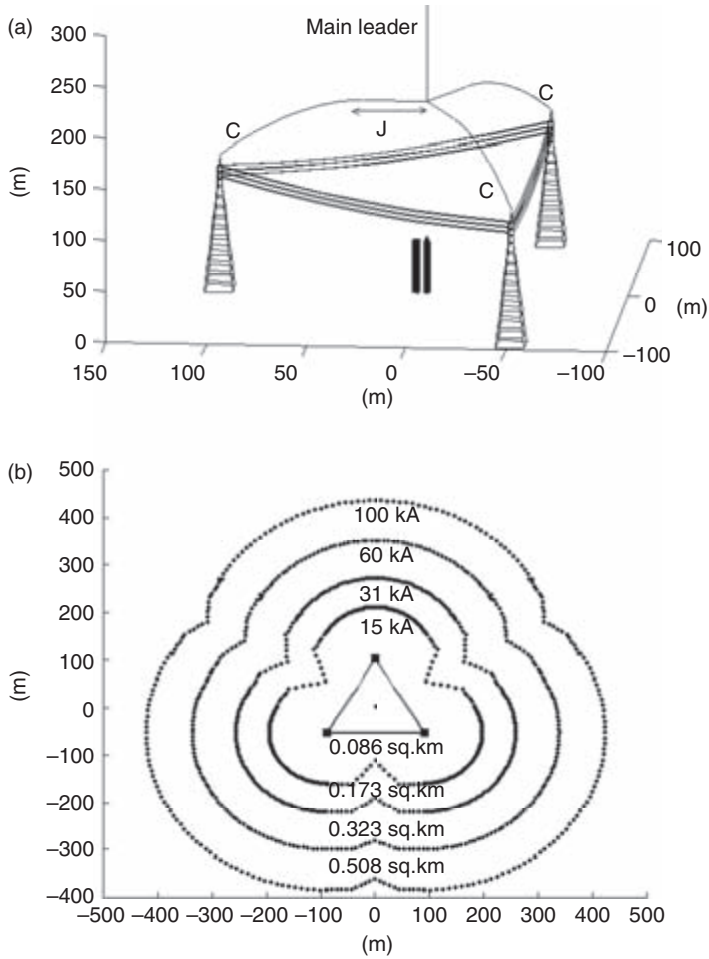 (a)
Main leader
300
250
200
150
100
50
0
(m)
C
J
C
C
100
0
(m)
−100
150
100
50
0
−50
−100
(m)
(b)
500
400
300
200
100
0
−100
−200
−300
−400
(m)
100 kA
60 kA
31 kA
15 kA
0.086 sq.km
0.173 sq.km
0.323 sq.km
0.508 sq.km
−500 −400 −300 −200 −100 0 100 200 300 400 500
(m)